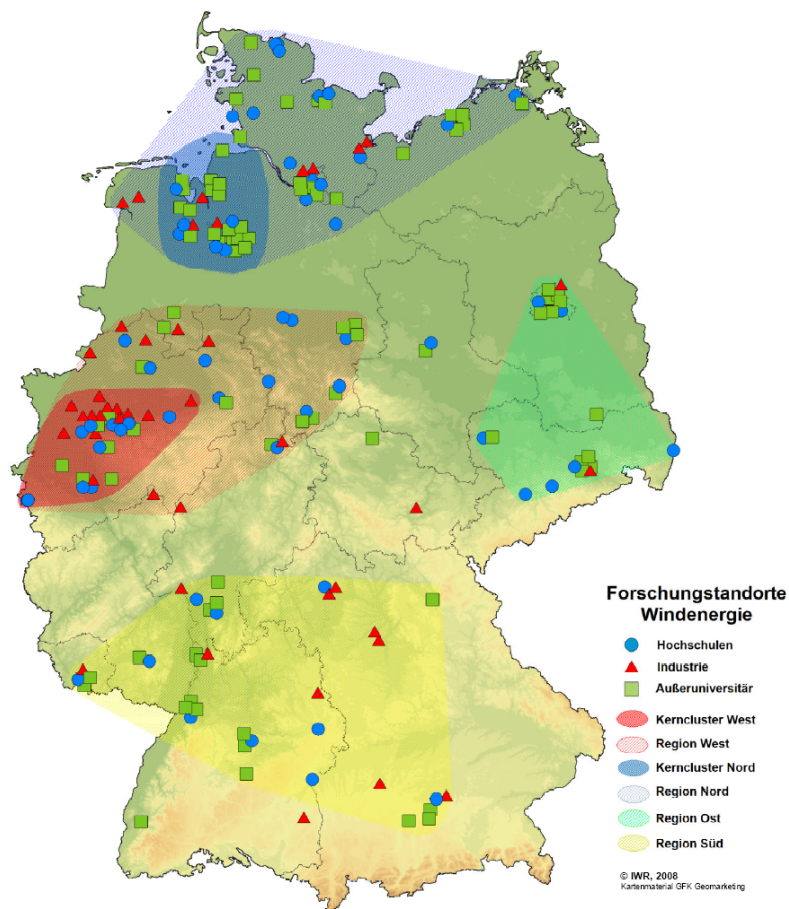 Forschungstandorte
Windenergie
Hochschulen
Industrie
Außeruniversitär
Kerncluster West
Region West
Kerncluster Nord
Region Nord
Region Ost
Region Süd
© IWR, 2008
Kartenmaterial GFK Geomarketing